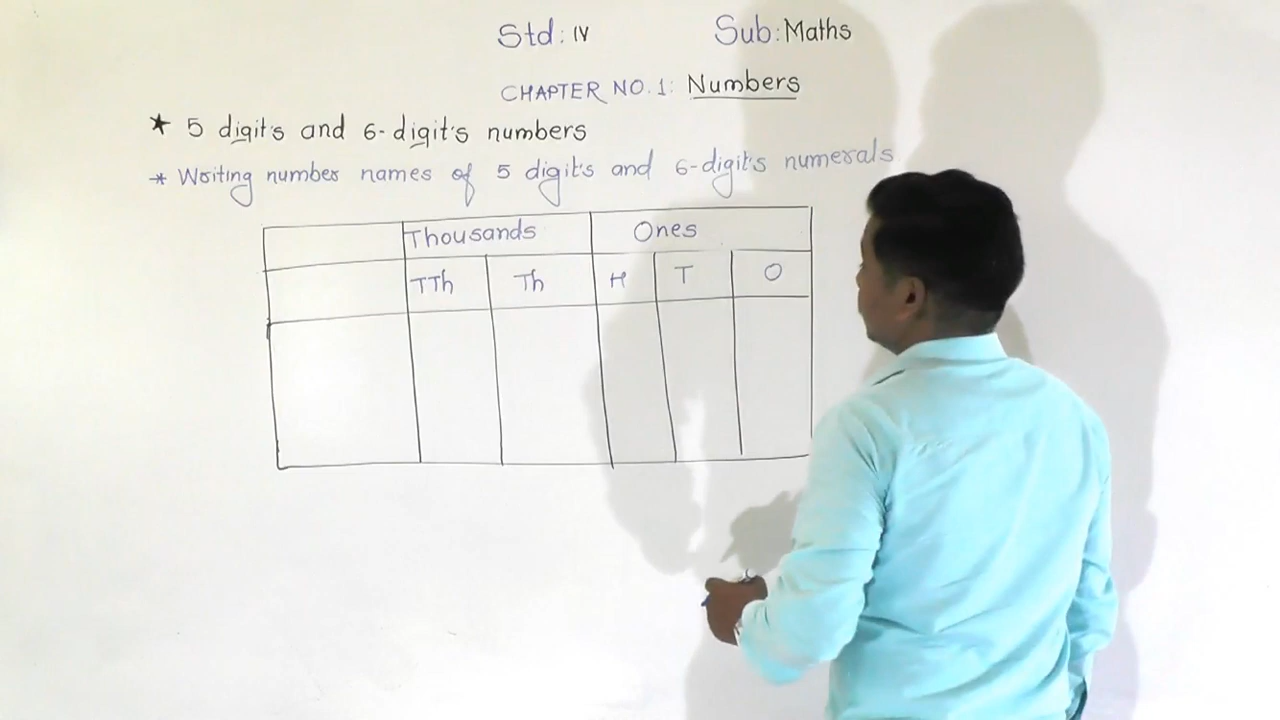 Std: IV Sub: Maths
CHAPTER NO. 1: Numbers
★ 5 digit's and 6-digit's numbers
* Writing number names of 5 digit's and 6-digit's numerals
Thousands Ones
TTh Th H T O